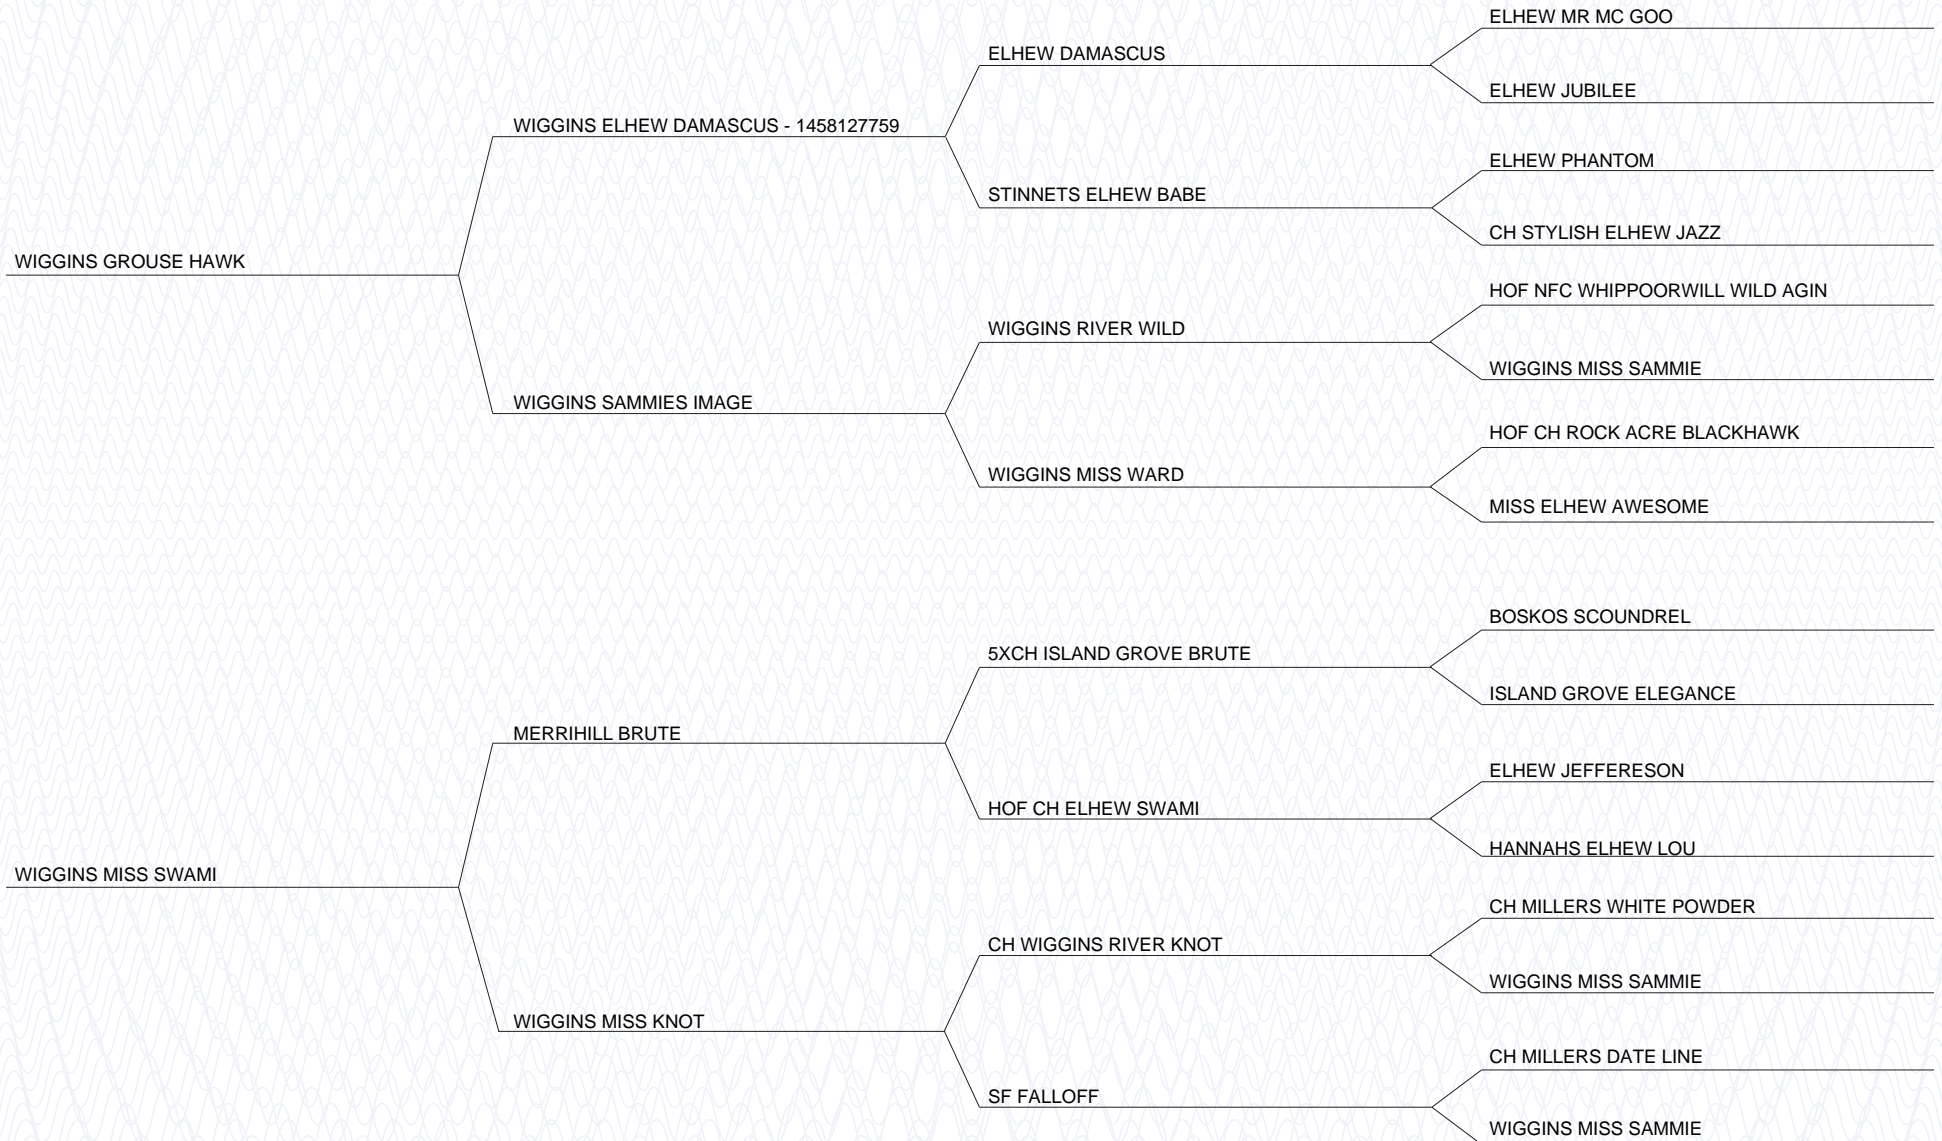 ELHEW MR MC GOO
ELHEW DAMASCUS
ELHEW JUBILEE
WIGGINS ELHEW DAMASCUS - 1458127759
ELHEW PHANTOM
STINNETS ELHEW BABE
CH STYLISH ELHEW JAZZ
WIGGINS GROUSE HAWK
HOF NFC WHIPPOORWILL WILD AGIN
WIGGINS RIVER WILD
WIGGINS MISS SAMMIE
WIGGINS SAMMIES IMAGE
HOF CH ROCK ACRE BLACKHAWK
WIGGINS MISS WARD
MISS ELHEW AWESOME
BOSKOS SCOUNDREL
5XCH ISLAND GROVE BRUTE
ISLAND GROVE ELEGANCE
MERRIHILL BRUTE
ELHEW JEFFERESON
HOF CH ELHEW SWAMI
HANNAHS ELHEW LOU
WIGGINS MISS SWAMI
CH MILLERS WHITE POWDER
CH WIGGINS RIVER KNOT
WIGGINS MISS SAMMIE
WIGGINS MISS KNOT
CH MILLERS DATE LINE
SF FALLOFF
WIGGINS MISS SAMMIE